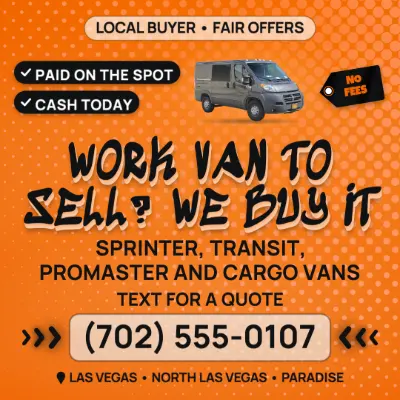 LOCAL BUYER • FAIR OFFERS
✓ PAID ON THE SPOT
✓ CASH TODAY
NO
FEES
WORK VAN TO
SELL? WE BUY IT
SPRINTER, TRANSIT,
PROMASTER AND CARGO VANS
TEXT FOR A QUOTE
(702) 555-0107
LAS VEGAS • NORTH LAS VEGAS • PARADISE